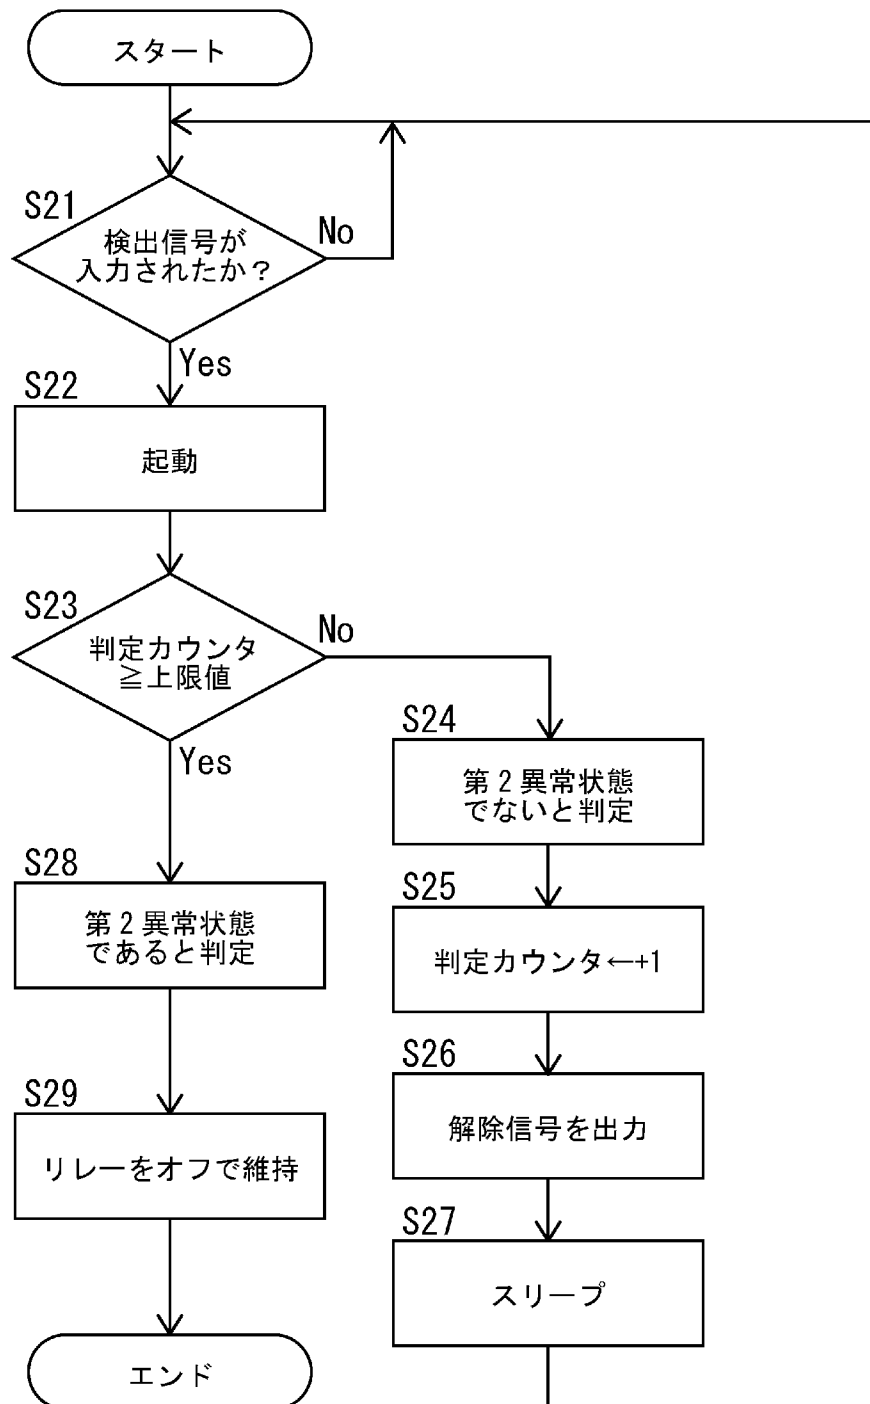 スタート
S21
検出信号が
入力されたか？
No
Yes
S22
起動
S23
判定カウンタ
≧上限値
No
Yes
S24
第2異常状態
でないと判定
S25
判定カウンタ←+1
S26
解除信号を出力
S27
スリープ
S28
第2異常状態
であると判定
S29
リレーをオフで維持
エンド